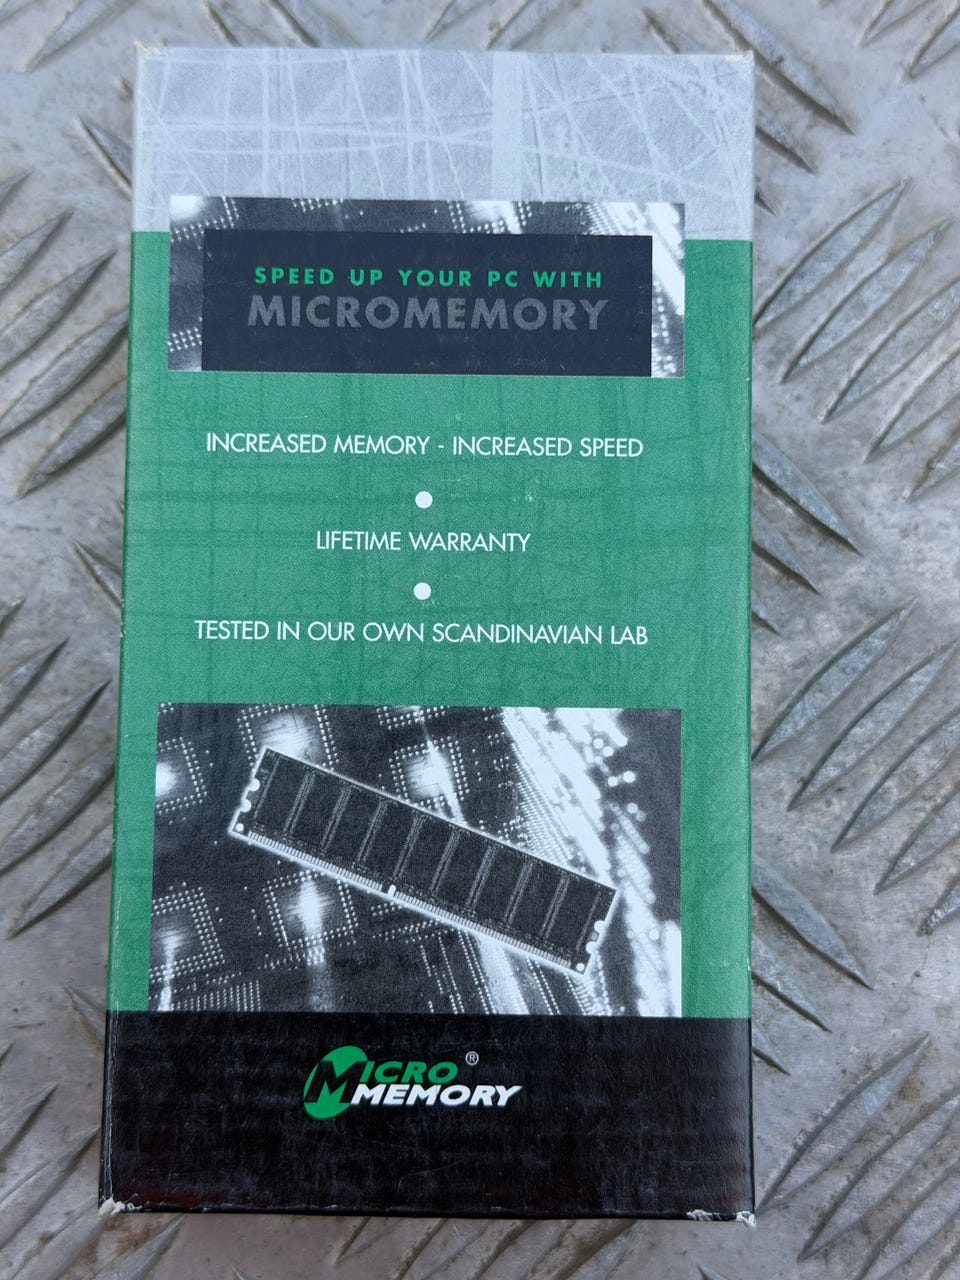 SPEED UP YOUR PC WITH
MICROMEMORY
INCREASED MEMORY - INCREASED SPEED
LIFETIME WARRANTY
TESTED IN OUR OWN SCANDINAVIAN LAB
MICRO ®
MEMORY